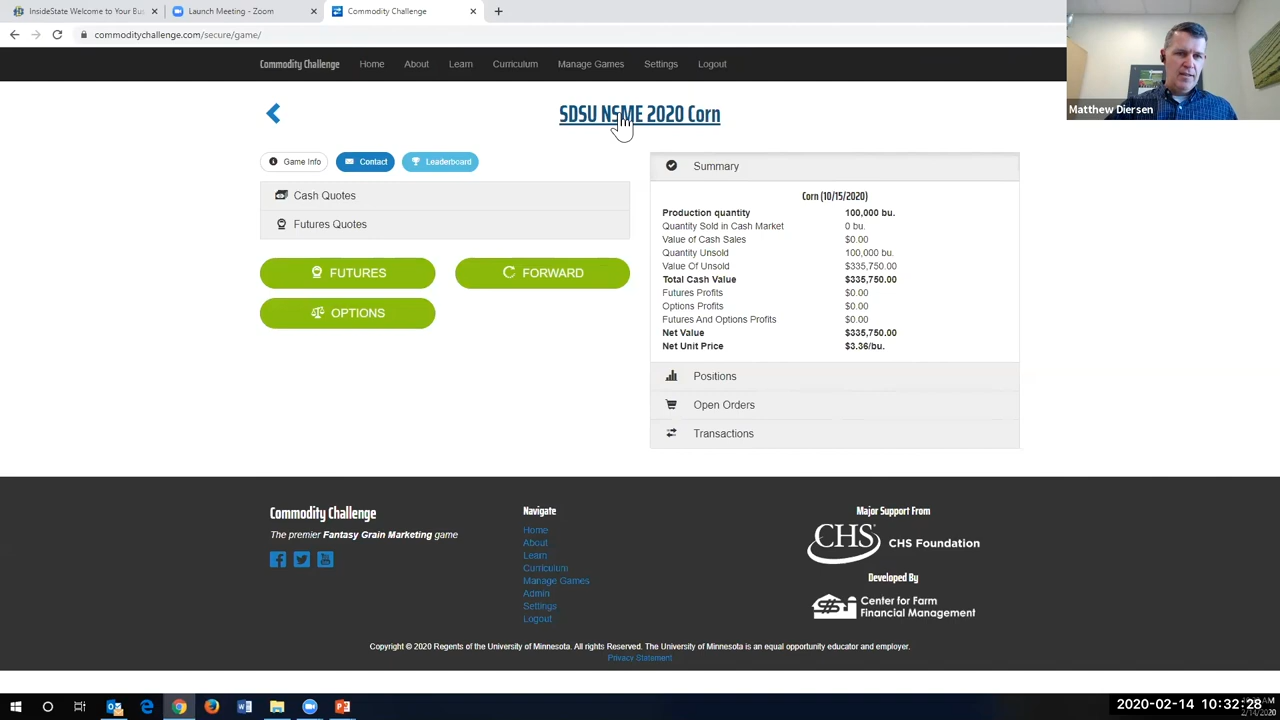 InsideState Welcome to Your Bus
Launch Meeting - Zoom
Commodity Challenge
commoditychallenge.com/secure/game/
Matthew Diersen
Commodity Challenge
Home
About
Learn
Curriculum
Manage Games
Settings
Logout
SDSU NSME 2020 Corn
Game Info
Contact
Leaderboard
Cash Quotes
Futures Quotes
FUTURES
FORWARD
OPTIONS
Summary
Corn (10/15/2020)
Production quantity 100,000 bu.
Quantity Sold in Cash Market 0 bu.
Value of Cash Sales $0.00
Quantity Unsold 100,000 bu.
Value Of Unsold $335,750.00
Total Cash Value $335,750.00
Futures Profits $0.00
Options Profits $0.00
Futures And Options Profits $0.00
Net Value $335,750.00
Net Unit Price $3.36/bu.
Positions
Open Orders
Transactions
Commodity Challenge
The premier Fantasy Grain Marketing game
Navigate
Home
About
Learn
Curriculum
Manage Games
Admin
Settings
Logout
Major Support From
CHS
CHS Foundation
Developed By
Center for Farm
Financial Management
Copyright © 2020 Regents of the University of Minnesota. All rights Reserved. The University of Minnesota is an equal opportunity educator and employer.
Privacy Statement
2020-02-14 10:32:28
2/14/2020